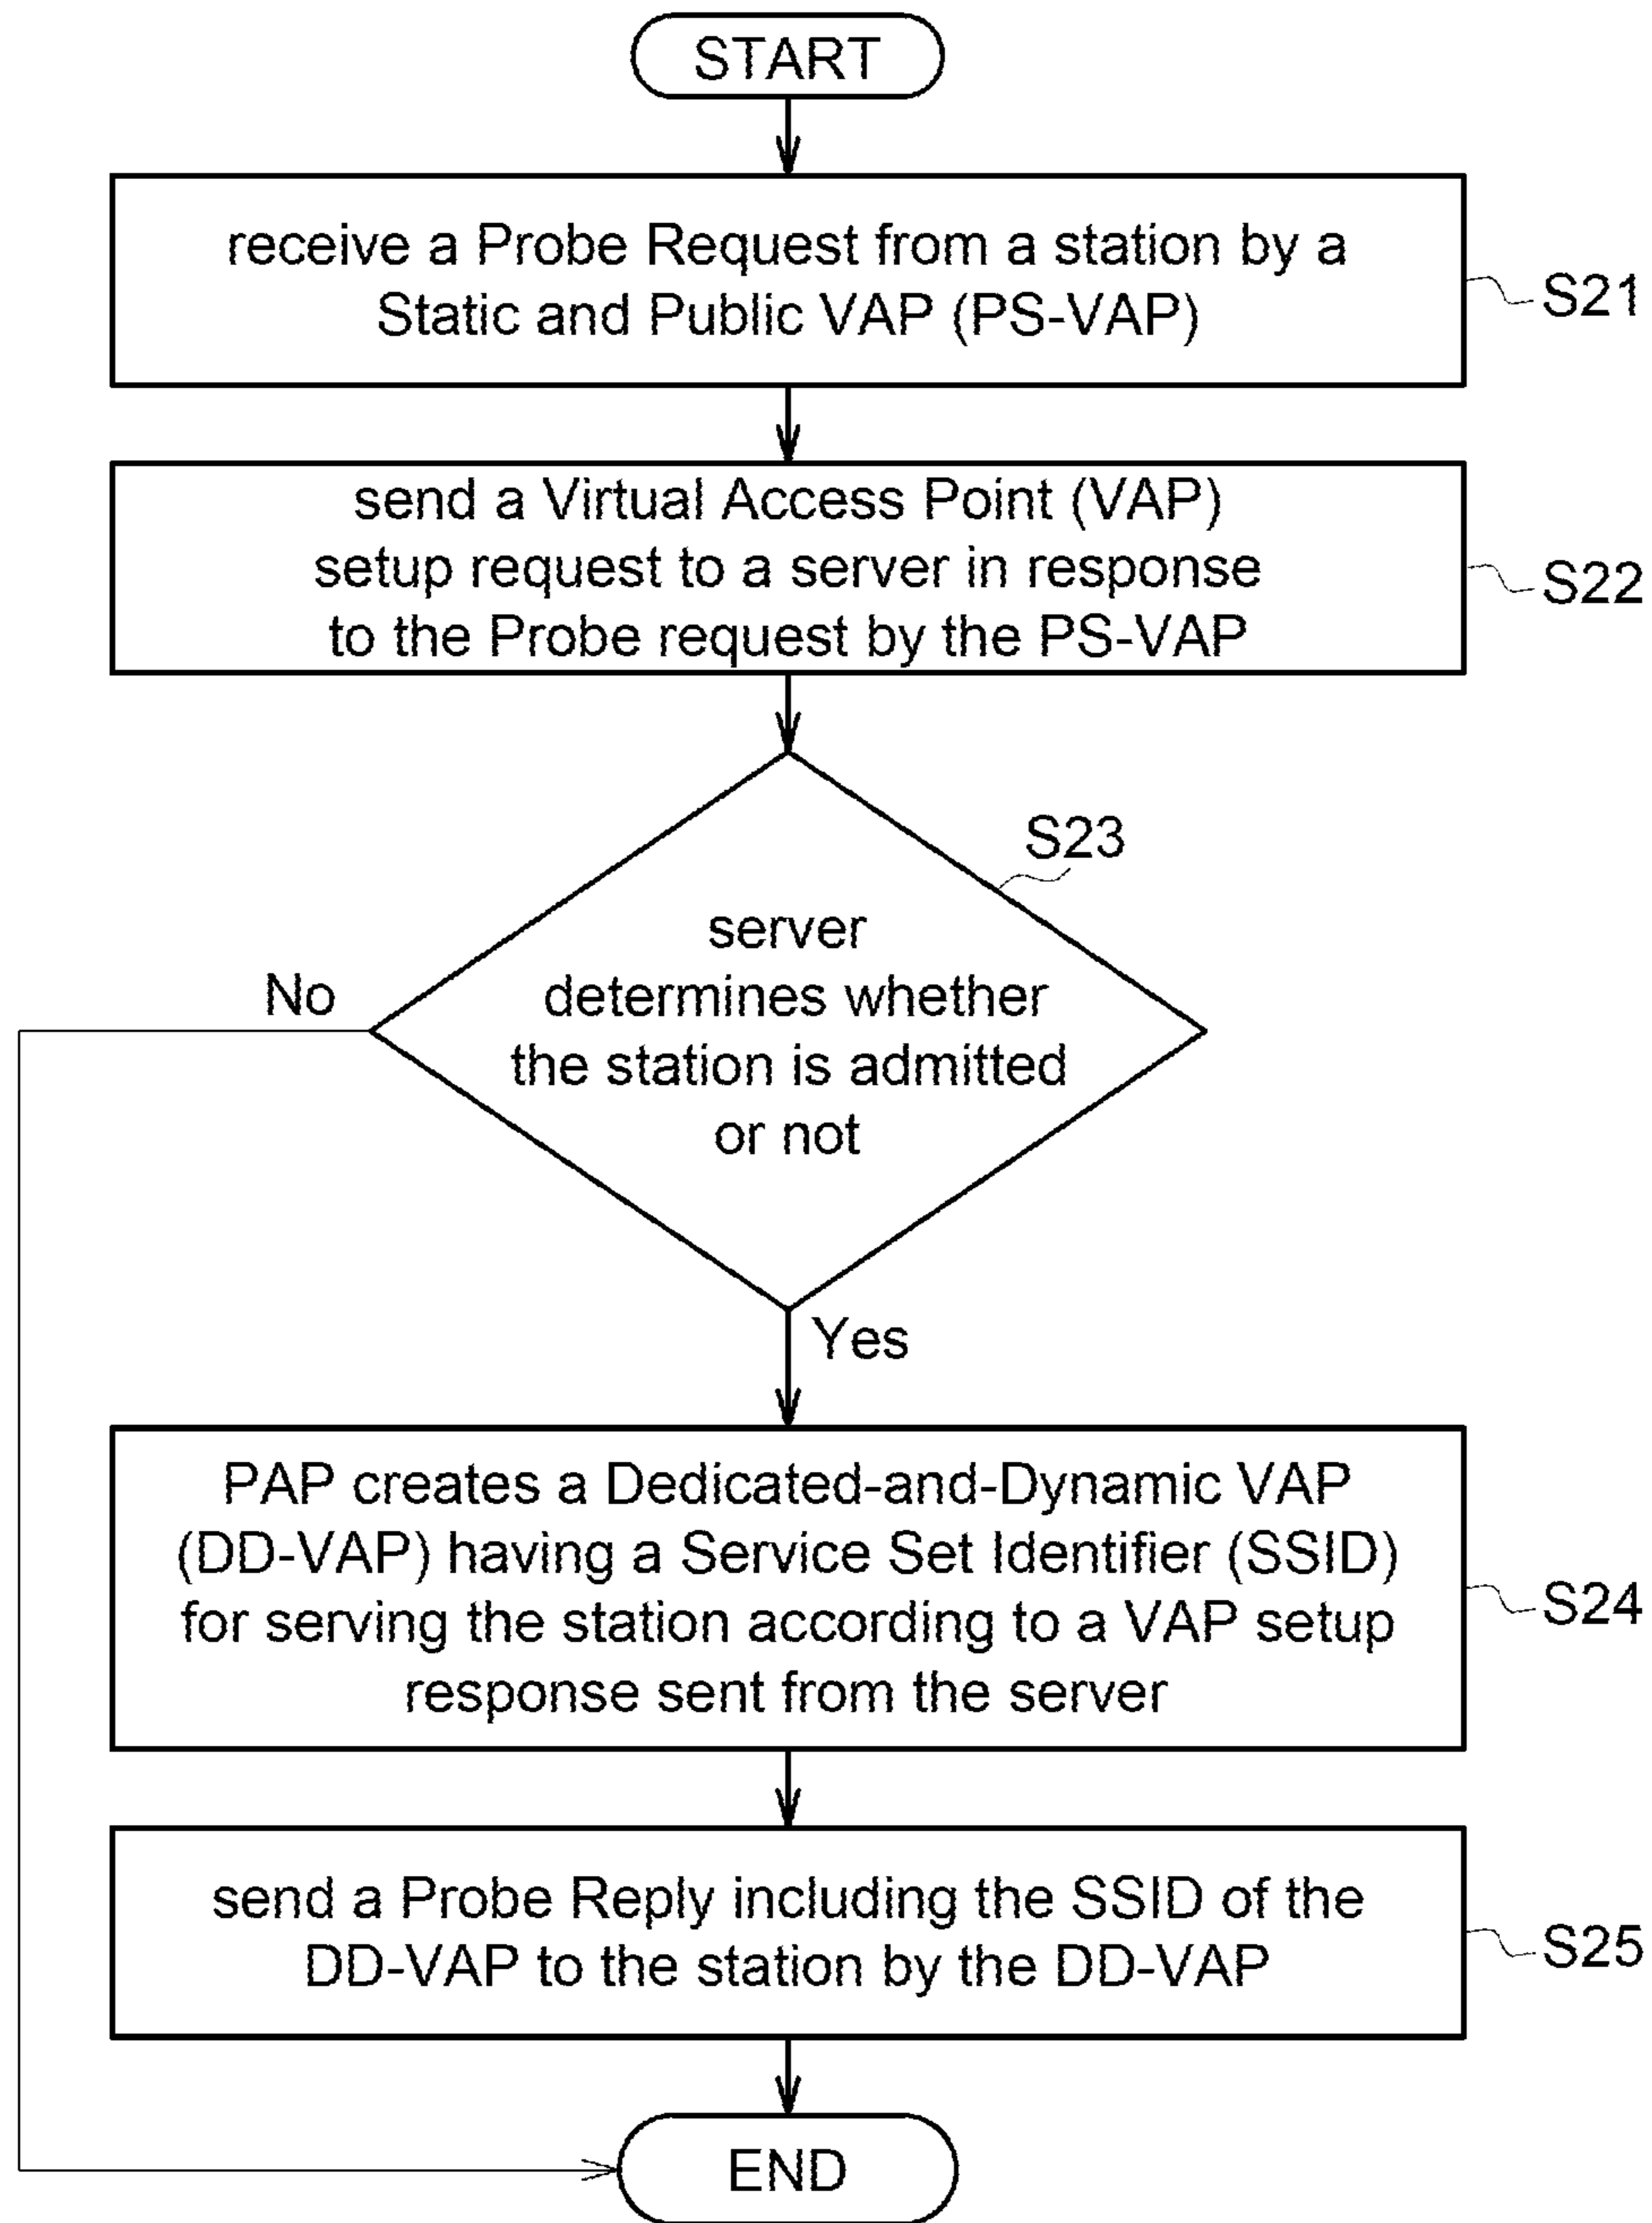 START
receive a Probe Request from a station by a
Static and Public VAP (PS-VAP)
S21
send a Virtual Access Point (VAP)
setup request to a server in response
to the Probe request by the PS-VAP
S22
S23
server
determines whether
the station is admitted
or not
No
Yes
PAP creates a Dedicated-and-Dynamic VAP
(DD-VAP) having a Service Set Identifier (SSID)
for serving the station according to a VAP setup
response sent from the server
S24
send a Probe Reply including the SSID of the
DD-VAP to the station by the DD-VAP
S25
END